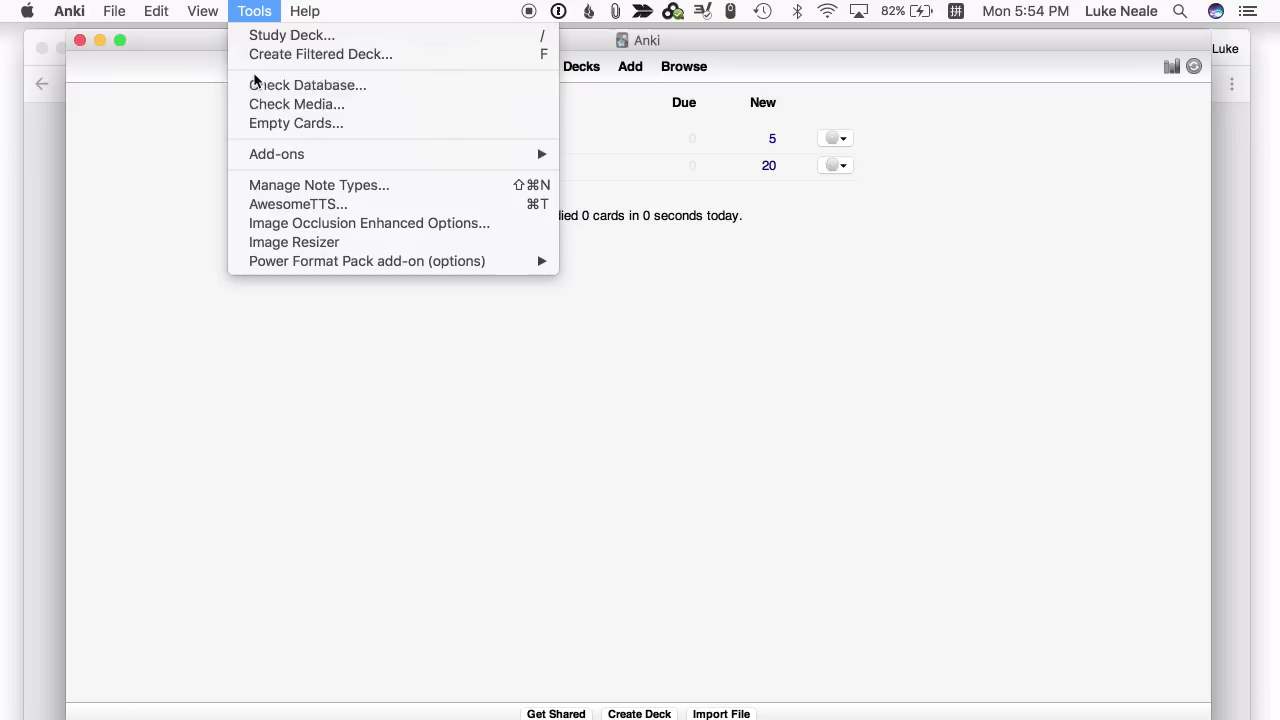 Anki File Edit View Tools Help 82% Mon 5:54 PM Luke Neale
Anki
Luke
Study Deck... /
Create Filtered Deck... F
Check Database...
Check Media...
Empty Cards...
Add-ons
Manage Note Types... ⇧⌘N
AwesomeTTS... ⌘T
Image Occlusion Enhanced Options...
Image Resizer
Power Format Pack add-on (options)
Decks Add Browse
Due New
0 5
0 20
lied 0 cards in 0 seconds today.
Get Shared Create Deck Import File